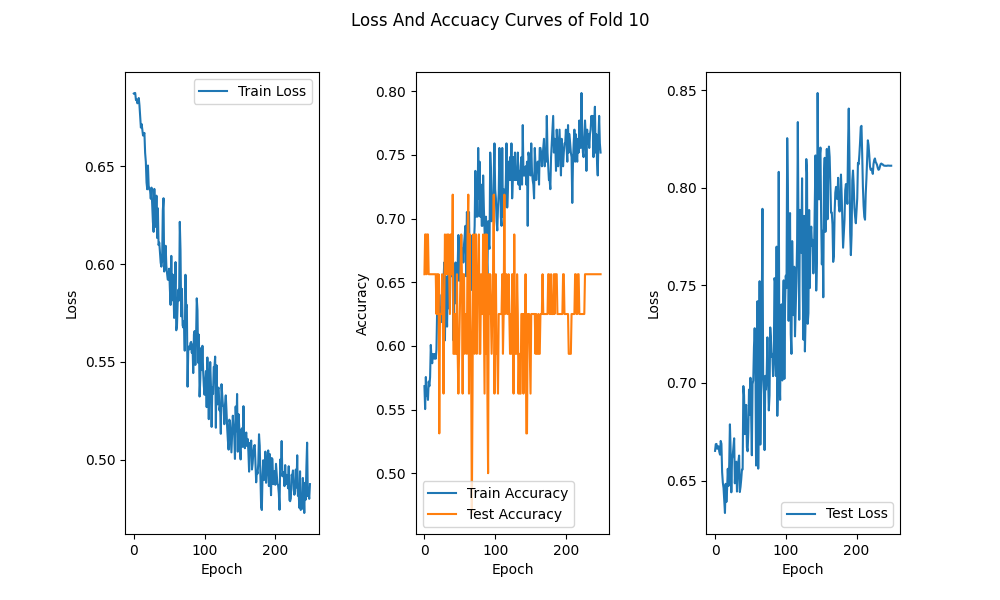 Loss And Accuacy Curves of Fold 10
Train Loss
0.65
0.60
0.55
0.50
Loss
0 100 200
Epoch
0.80
0.75
0.70
0.65
0.60
0.55
0.50
Accuracy
Train Accuracy
Test Accuracy
0 100 200
Epoch
0.85
0.80
0.75
0.70
0.65
Loss
Test Loss
0 100 200
Epoch